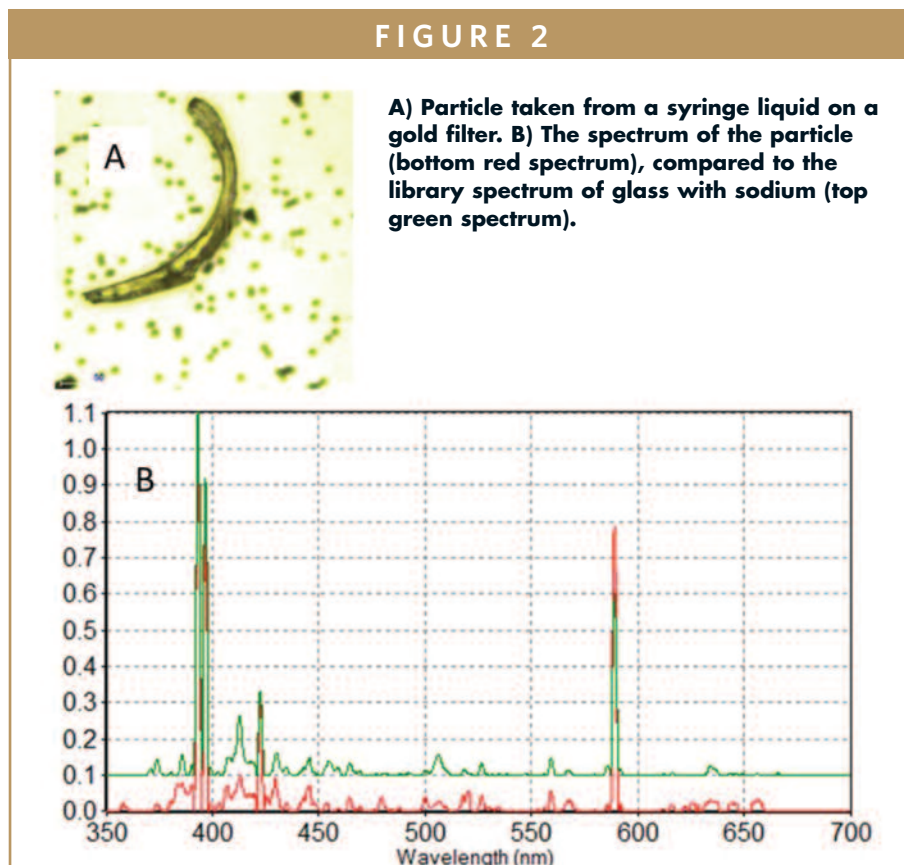 FIGURE 2
A
A) Particle taken from a syringe liquid on a
gold filter. B) The spectrum of the particle
(bottom red spectrum), compared to the
library spectrum of glass with sodium (top
green spectrum).
B
1.1
1.0
0.9
0.8
0.7
0.6
0.5
0.4
0.3
0.2
0.1
0.0
350 400 450 500 550 600 650 700
Wavelength (nm)